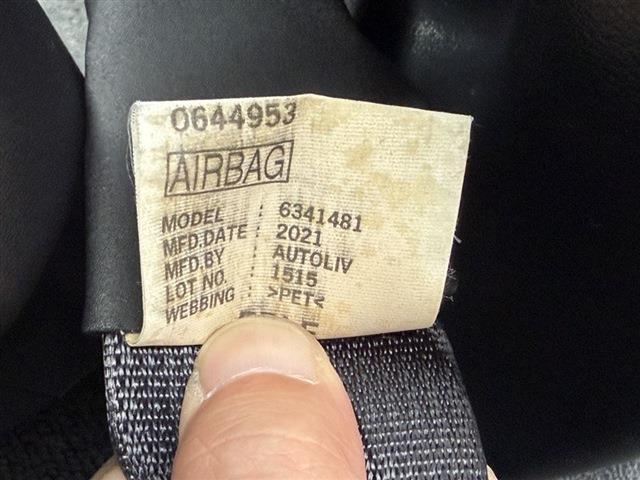 0644953
AIRBAG
MODEL : 6341481
MFD.DATE : 2021
MFD.BY : AUTOLIV
LOT NO. : 1515
WEBBING : >PET<